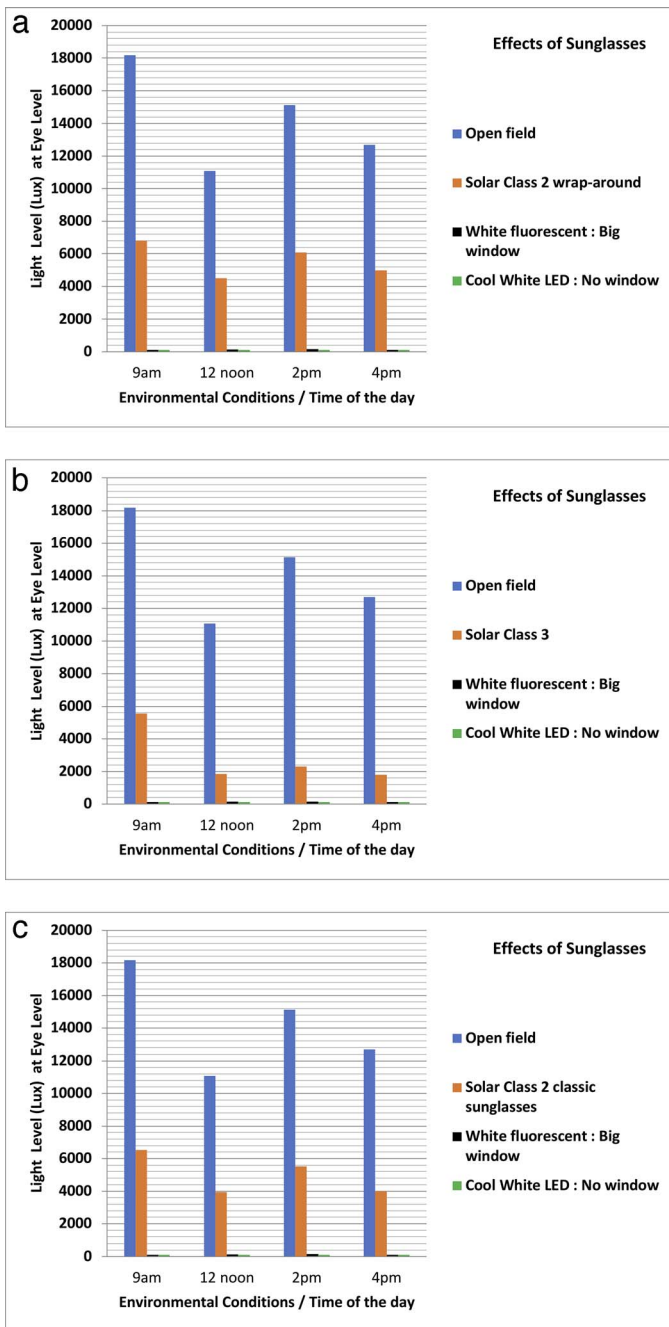 a
Effects of Sunglasses
Light Level (Lux) at Eye Level
20000
18000
16000
14000
12000
10000
8000
6000
4000
2000
0
9am 12 noon 2pm 4pm
Environmental Conditions / Time of the day
Open field
Solar Class 2 wrap-around
White fluorescent : Big
window
Cool White LED : No window
b
Effects of Sunglasses
Light Level (Lux) at Eye Level
20000
18000
16000
14000
12000
10000
8000
6000
4000
2000
0
9am 12 noon 2pm 4pm
Environmental Conditions / Time of the day
Open field
Solar Class 3
White fluorescent : Big
window
Cool White LED : No window
c
Effects of Sunglasses
Light Level (Lux) at Eye Level
20000
18000
16000
14000
12000
10000
8000
6000
4000
2000
0
9am 12 noon 2pm 4pm
Environmental Conditions / Time of the day
Open field
Solar Class 2 classic
sunglasses
White fluorescent : Big
window
Cool White LED : No window